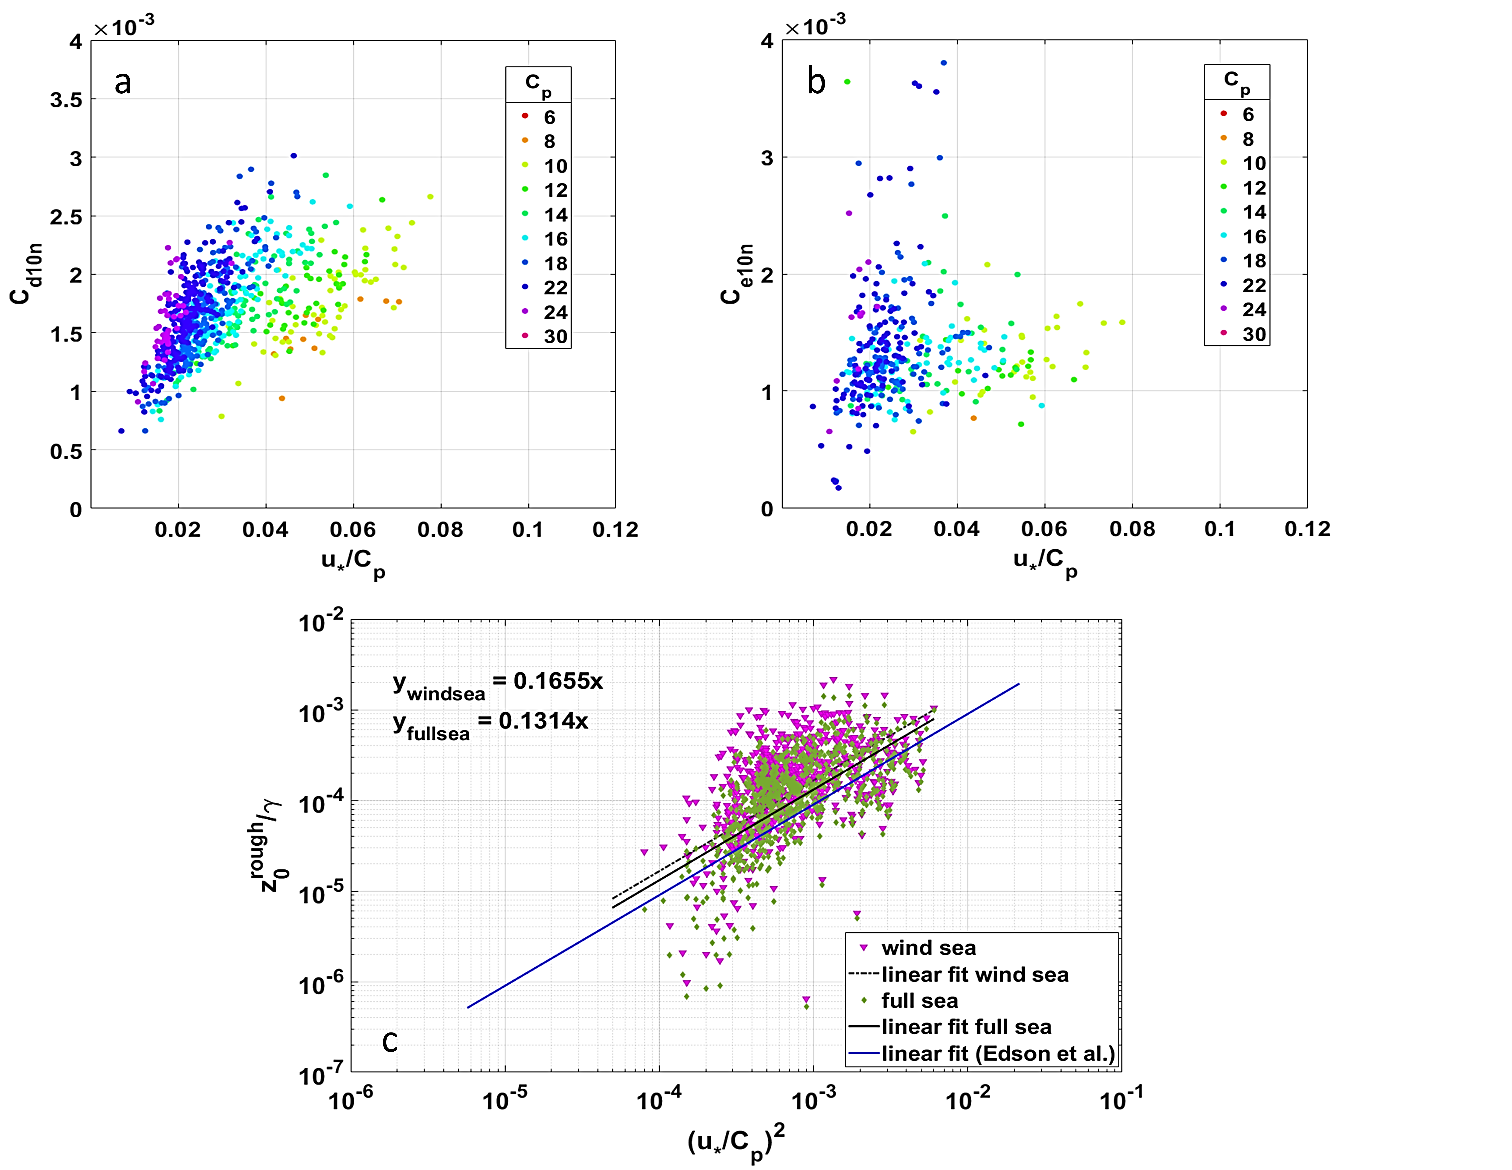 ×10⁻³
4
3.5
3
2.5
2
1.5
1
0.5
0
a
C_d10n
C_p
6
8
10
12
14
16
18
22
24
30
0.02 0.04 0.06 0.08 0.1 0.12
u_*/C_p
×10⁻³
4
3
2
1
0
b
C_e10n
C_p
6
8
10
12
14
16
18
22
24
30
0.02 0.04 0.06 0.08 0.1 0.12
u_*/C_p
10⁻²
10⁻³
10⁻⁴
10⁻⁵
10⁻⁶
10⁻⁷
z_0^rough/γ
y_windsea = 0.1655x
y_fullsea = 0.1314x
c
wind sea
linear fit wind sea
full sea
linear fit full sea
linear fit (Edson et al.)
10⁻⁶ 10⁻⁵ 10⁻⁴ 10⁻³ 10⁻² 10⁻¹
(u_*/C_p)²